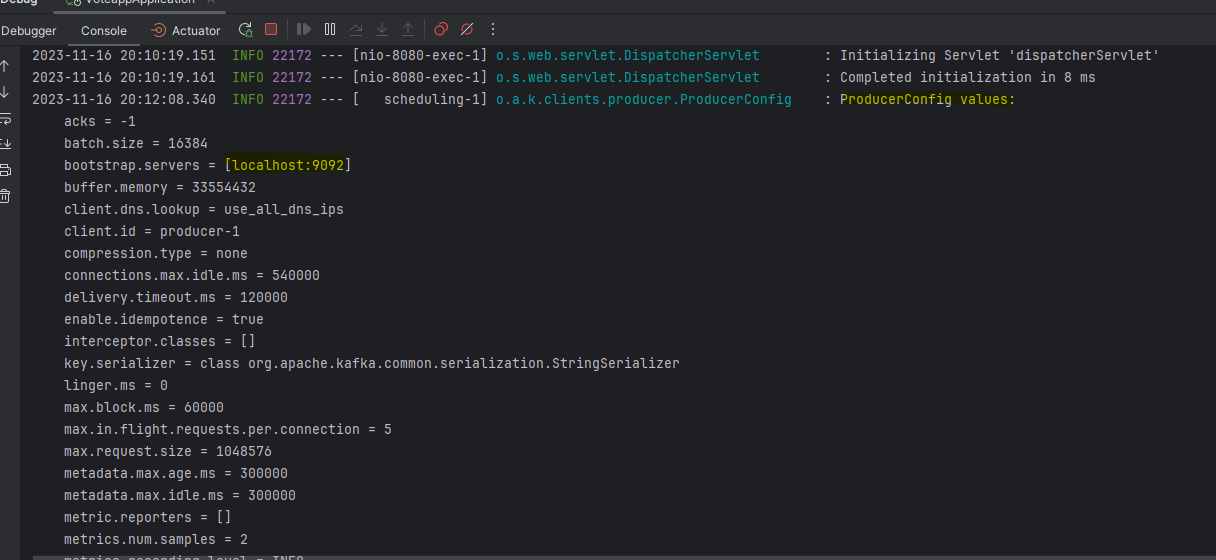 Debug
VoteappApplication
Debugger
Console
Actuator
2023-11-16 20:10:19.151  INFO 22172 --- [nio-8080-exec-1] o.s.web.servlet.DispatcherServlet        : Initializing Servlet 'dispatcherServlet'
2023-11-16 20:10:19.161  INFO 22172 --- [nio-8080-exec-1] o.s.web.servlet.DispatcherServlet        : Completed initialization in 8 ms
2023-11-16 20:12:08.340  INFO 22172 --- [   scheduling-1] o.a.k.clients.producer.ProducerConfig    : ProducerConfig values:
acks = -1
batch.size = 16384
bootstrap.servers = [localhost:9092]
buffer.memory = 33554432
client.dns.lookup = use_all_dns_ips
client.id = producer-1
compression.type = none
connections.max.idle.ms = 540000
delivery.timeout.ms = 120000
enable.idempotence = true
interceptor.classes = []
key.serializer = class org.apache.kafka.common.serialization.StringSerializer
linger.ms = 0
max.block.ms = 60000
max.in.flight.requests.per.connection = 5
max.request.size = 1048576
metadata.max.age.ms = 300000
metadata.max.idle.ms = 300000
metric.reporters = []
metrics.num.samples = 2
metrics.recording.level = INFO